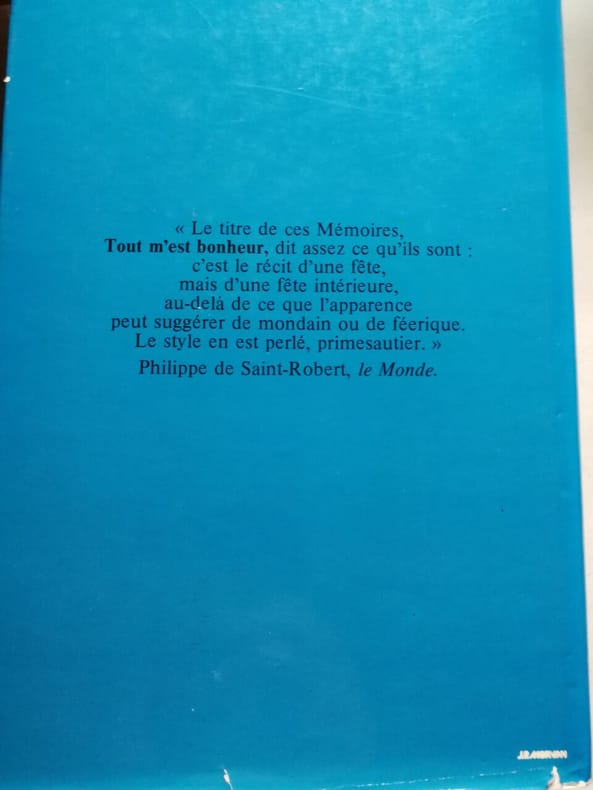 « Le titre de ces Mémoires,
Tout m'est bonheur, dit assez ce qu'ils sont :
c'est le récit d'une fête,
mais d'une fête intérieure,
au-delà de ce que l'apparence
peut suggérer de mondain ou de féerique.
Le style en est perlé, primesautier. »
Philippe de Saint-Robert, le Monde.